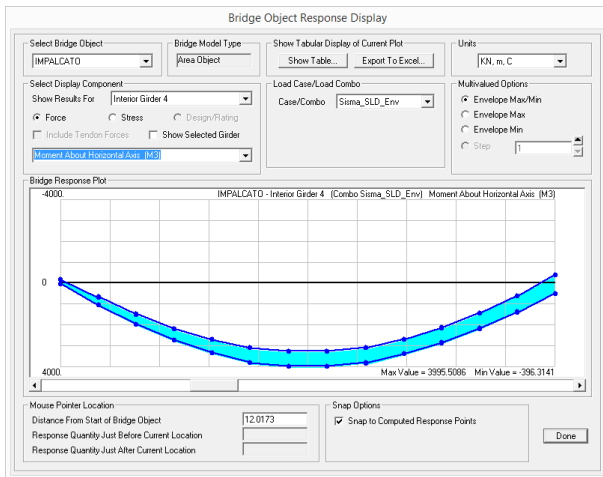 Bridge Object Response Display
Select Bridge Object
IMPALCATO
Bridge Model Type
Area Object
Show Tabular Display of Current Plot
Show Table...
Export To Excel...
Units
KN, m, C
Select Display Component
Show Results For
Interior Girder 4
Force
Stress
Design/Rating
Include Tendon Forces
Show Selected Girder
Moment About Horizontal Axis (M3)
Load Case/Load Combo
Case/Combo
Sisma_SLD_Env
Multivalued Options
Envelope Max/Min
Envelope Max
Envelope Min
Step
1
Bridge Response Plot
-4000.
IMPALCATO - Interior Girder 4 (Combo Sisma_SLD_Env) Moment About Horizontal Axis (M3)
0
4000.
Max Value = 3995.5086 Min Value = -396.3141
Mouse Pointer Location
Distance From Start of Bridge Object
12.0173
Response Quantity Just Before Current Location
Response Quantity Just After Current Location
Snap Options
Snap to Computed Response Points
Done